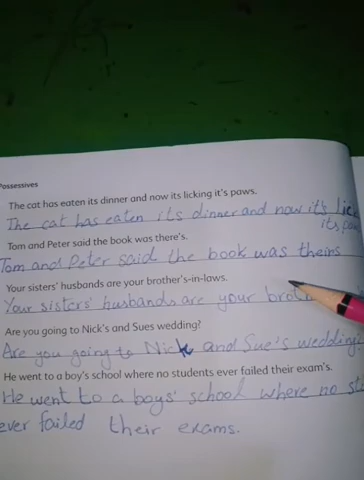 Possessives
The cat has eaten its dinner and now its licking it's paws.
The cat has eaten its dinner and now it's
its
Tom and Peter said the book was there's.
Tom and Peter said the book was theirs
Your sisters' husbands are your brother's-in-laws.
Your sisters' husbands are your
Are you going to Nick's and Sues wedding?
Are you going to Nick and Sue's wedding
He went to a boy's school where no students ever failed their exam's.
He went to a boys' school where no
ever failed their exams.